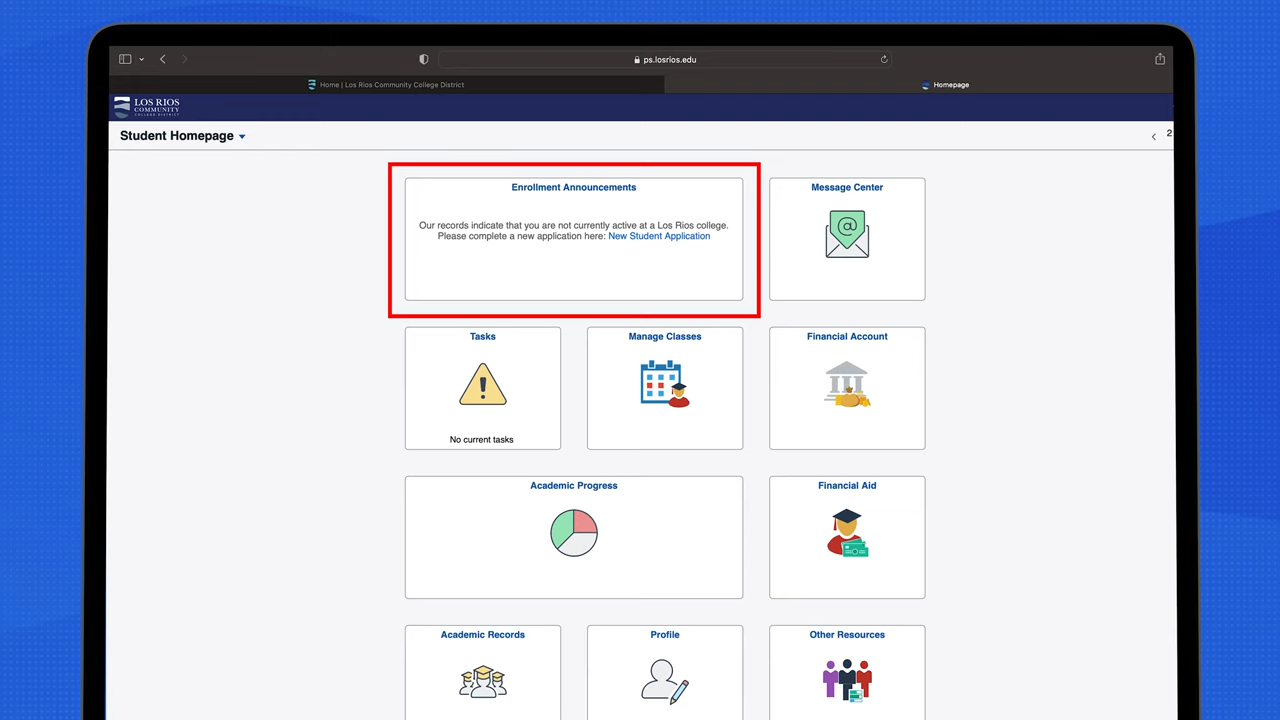 ps.losrios.edu
Home | Los Rios Community College District
Homepage
LOS RIOS
COMMUNITY
COLLEGE DISTRICT
Student Homepage
2
Enrollment Announcements
Message Center
Our records indicate that you are not currently active at a Los Rios college.
Please complete a new application here: New Student Application
@
Tasks
Manage Classes
Financial Account
!
No current tasks
Academic Progress
Financial Aid
Academic Records
Profile
Other Resources